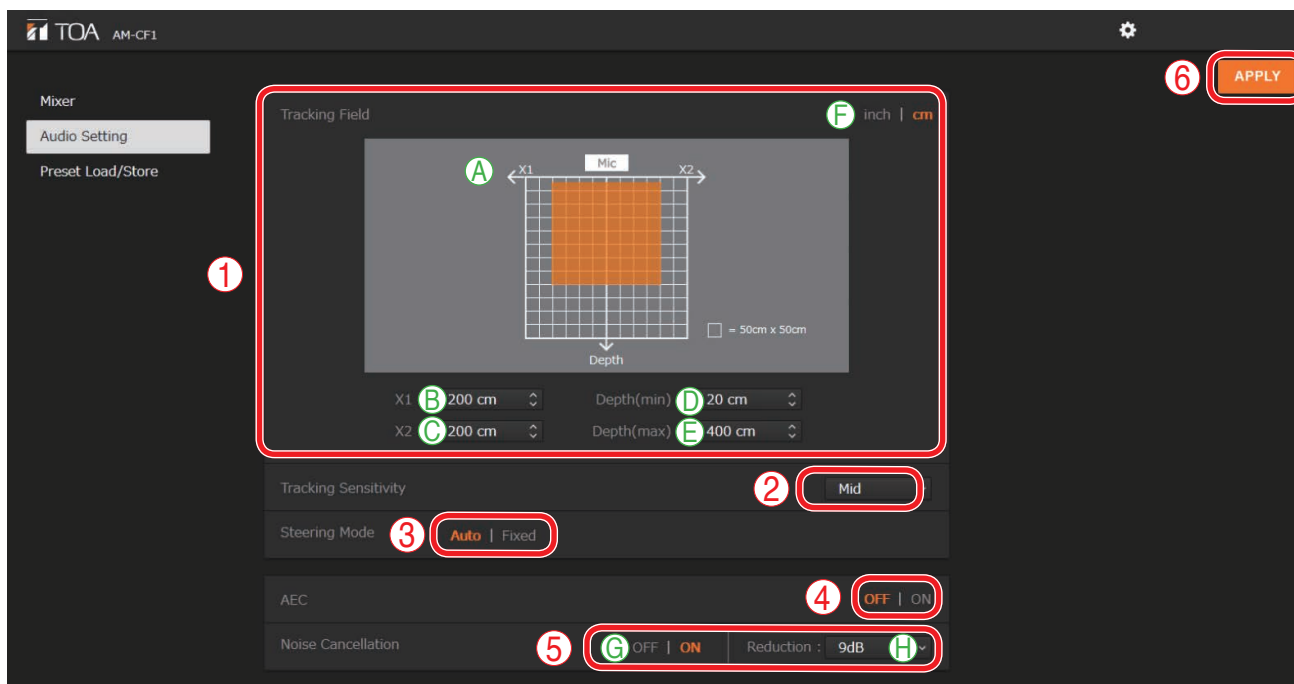 TOA AM-CF1
6 APPLY
Mixer
Audio Setting
Preset Load/Store
1
Tracking Field
F inch | cm
A
X1 Mic X2
= 50cm x 50cm
Depth
X1 B 200 cm Depth(min) D 20 cm
X2 C 200 cm Depth(max) E 400 cm
Tracking Sensitivity 2 Mid
Steering Mode 3 Auto | Fixed
AEC 4 OFF | ON
Noise Cancellation 5 G OFF | ON Reduction : 9dB H